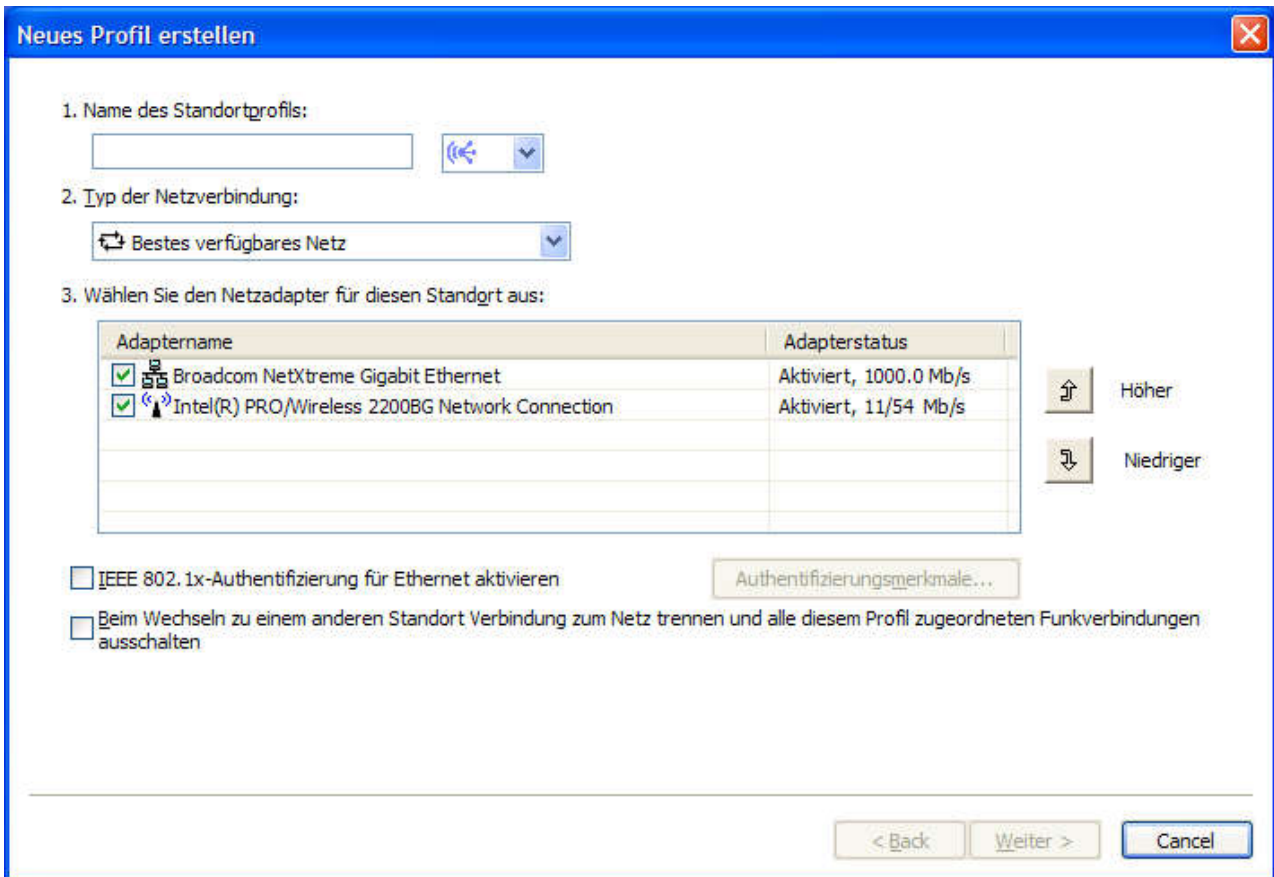 Neues Profil erstellen
1. Name des Standortprofils:
2. Typ der Netzverbindung:
Bestes verfügbares Netz
3. Wählen Sie den Netzadapter für diesen Standort aus:
Adaptername Adapterstatus
Broadcom NetXtreme Gigabit Ethernet Aktiviert, 1000.0 Mb/s
Intel(R) PRO/Wireless 2200BG Network Connection Aktiviert, 11/54 Mb/s
Höher
Niedriger
IEEE 802.1x-Authentifizierung für Ethernet aktivieren Authentifizierungsmerkmale...
Beim Wechseln zu einem anderen Standort Verbindung zum Netz trennen und alle diesem Profil zugeordneten Funkverbindungen
ausschalten
< Back Weiter > Cancel